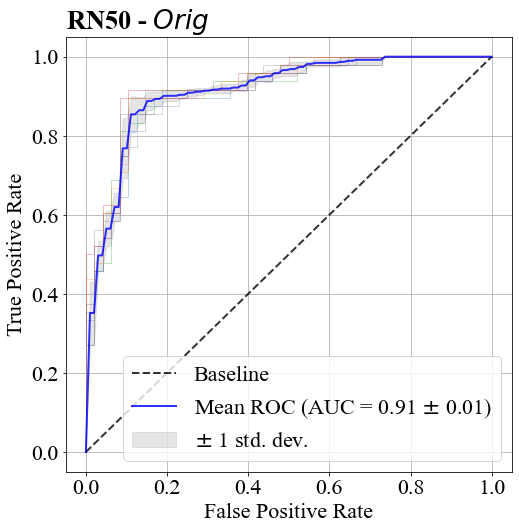 RN50 - Orig
1.0
0.8
0.6
0.4
0.2
0.0
True Positive Rate
Baseline
Mean ROC (AUC = 0.91 ± 0.01)
± 1 std. dev.
0.0 0.2 0.4 0.6 0.8 1.0
False Positive Rate